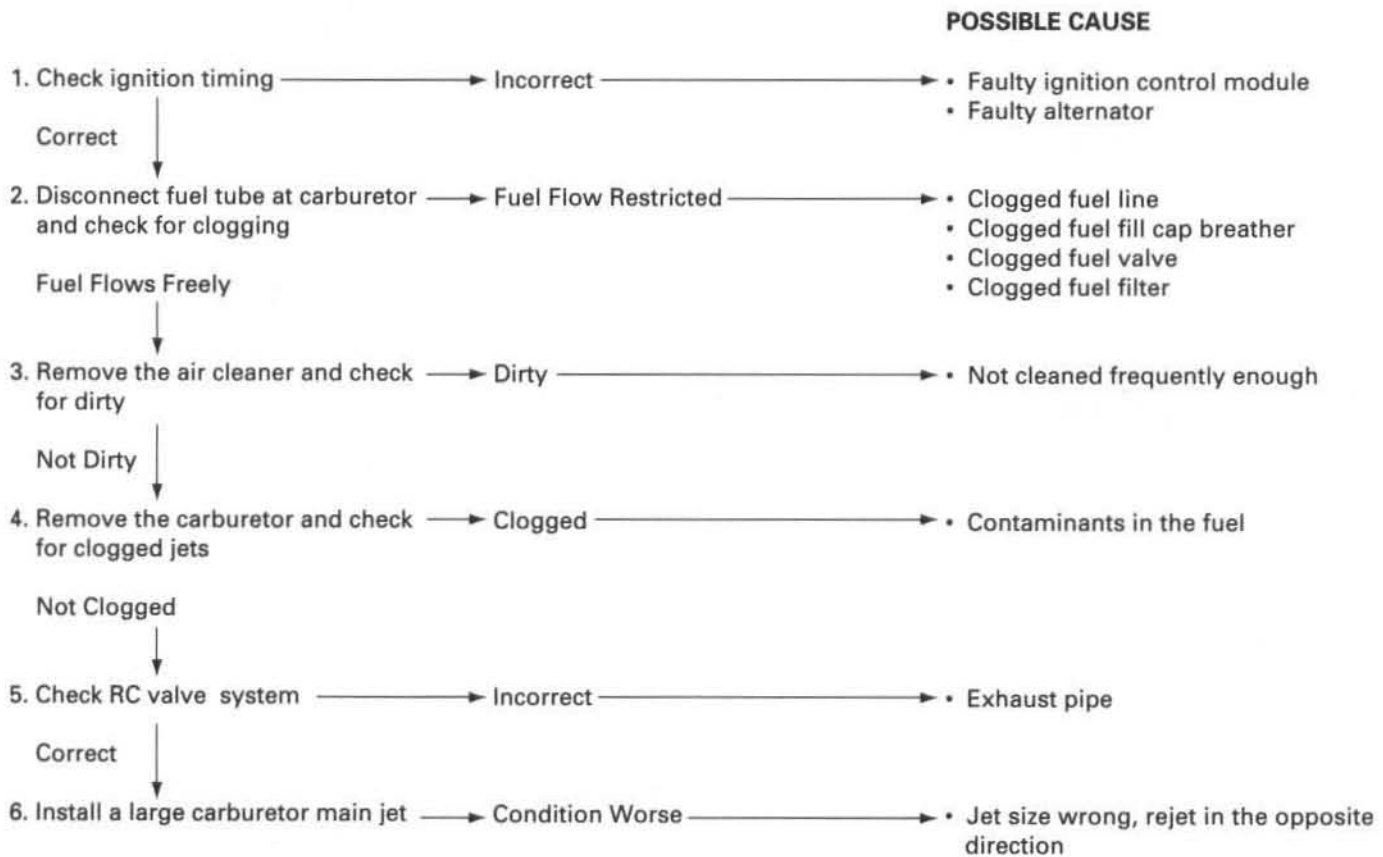 POSSIBLE CAUSE
1. Check ignition timing Incorrect • Faulty ignition control module
• Faulty alternator
Correct
2. Disconnect fuel tube at carburetor Fuel Flow Restricted • Clogged fuel line
and check for clogging • Clogged fuel fill cap breather
• Clogged fuel valve
Fuel Flows Freely • Clogged fuel filter
3. Remove the air cleaner and check Dirty • Not cleaned frequently enough
for dirty
Not Dirty
4. Remove the carburetor and check Clogged • Contaminants in the fuel
for clogged jets
Not Clogged
5. Check RC valve system Incorrect • Exhaust pipe
Correct
6. Install a large carburetor main jet Condition Worse • Jet size wrong, rejet in the opposite
direction